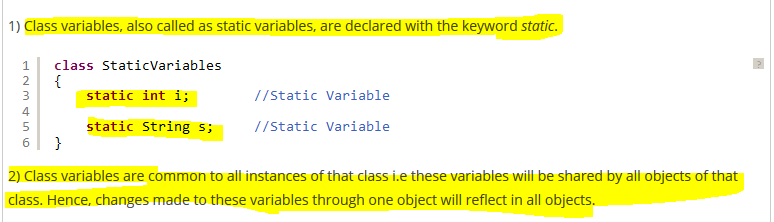 1) Class variables, also called as static variables, are declared with the keyword static.
?
1 class StaticVariables
2 {
3 static int i; //Static Variable
4
5 static String s; //Static Variable
6 }
2) Class variables are common to all instances of that class i.e these variables will be shared by all objects of that
class. Hence, changes made to these variables through one object will reflect in all objects.